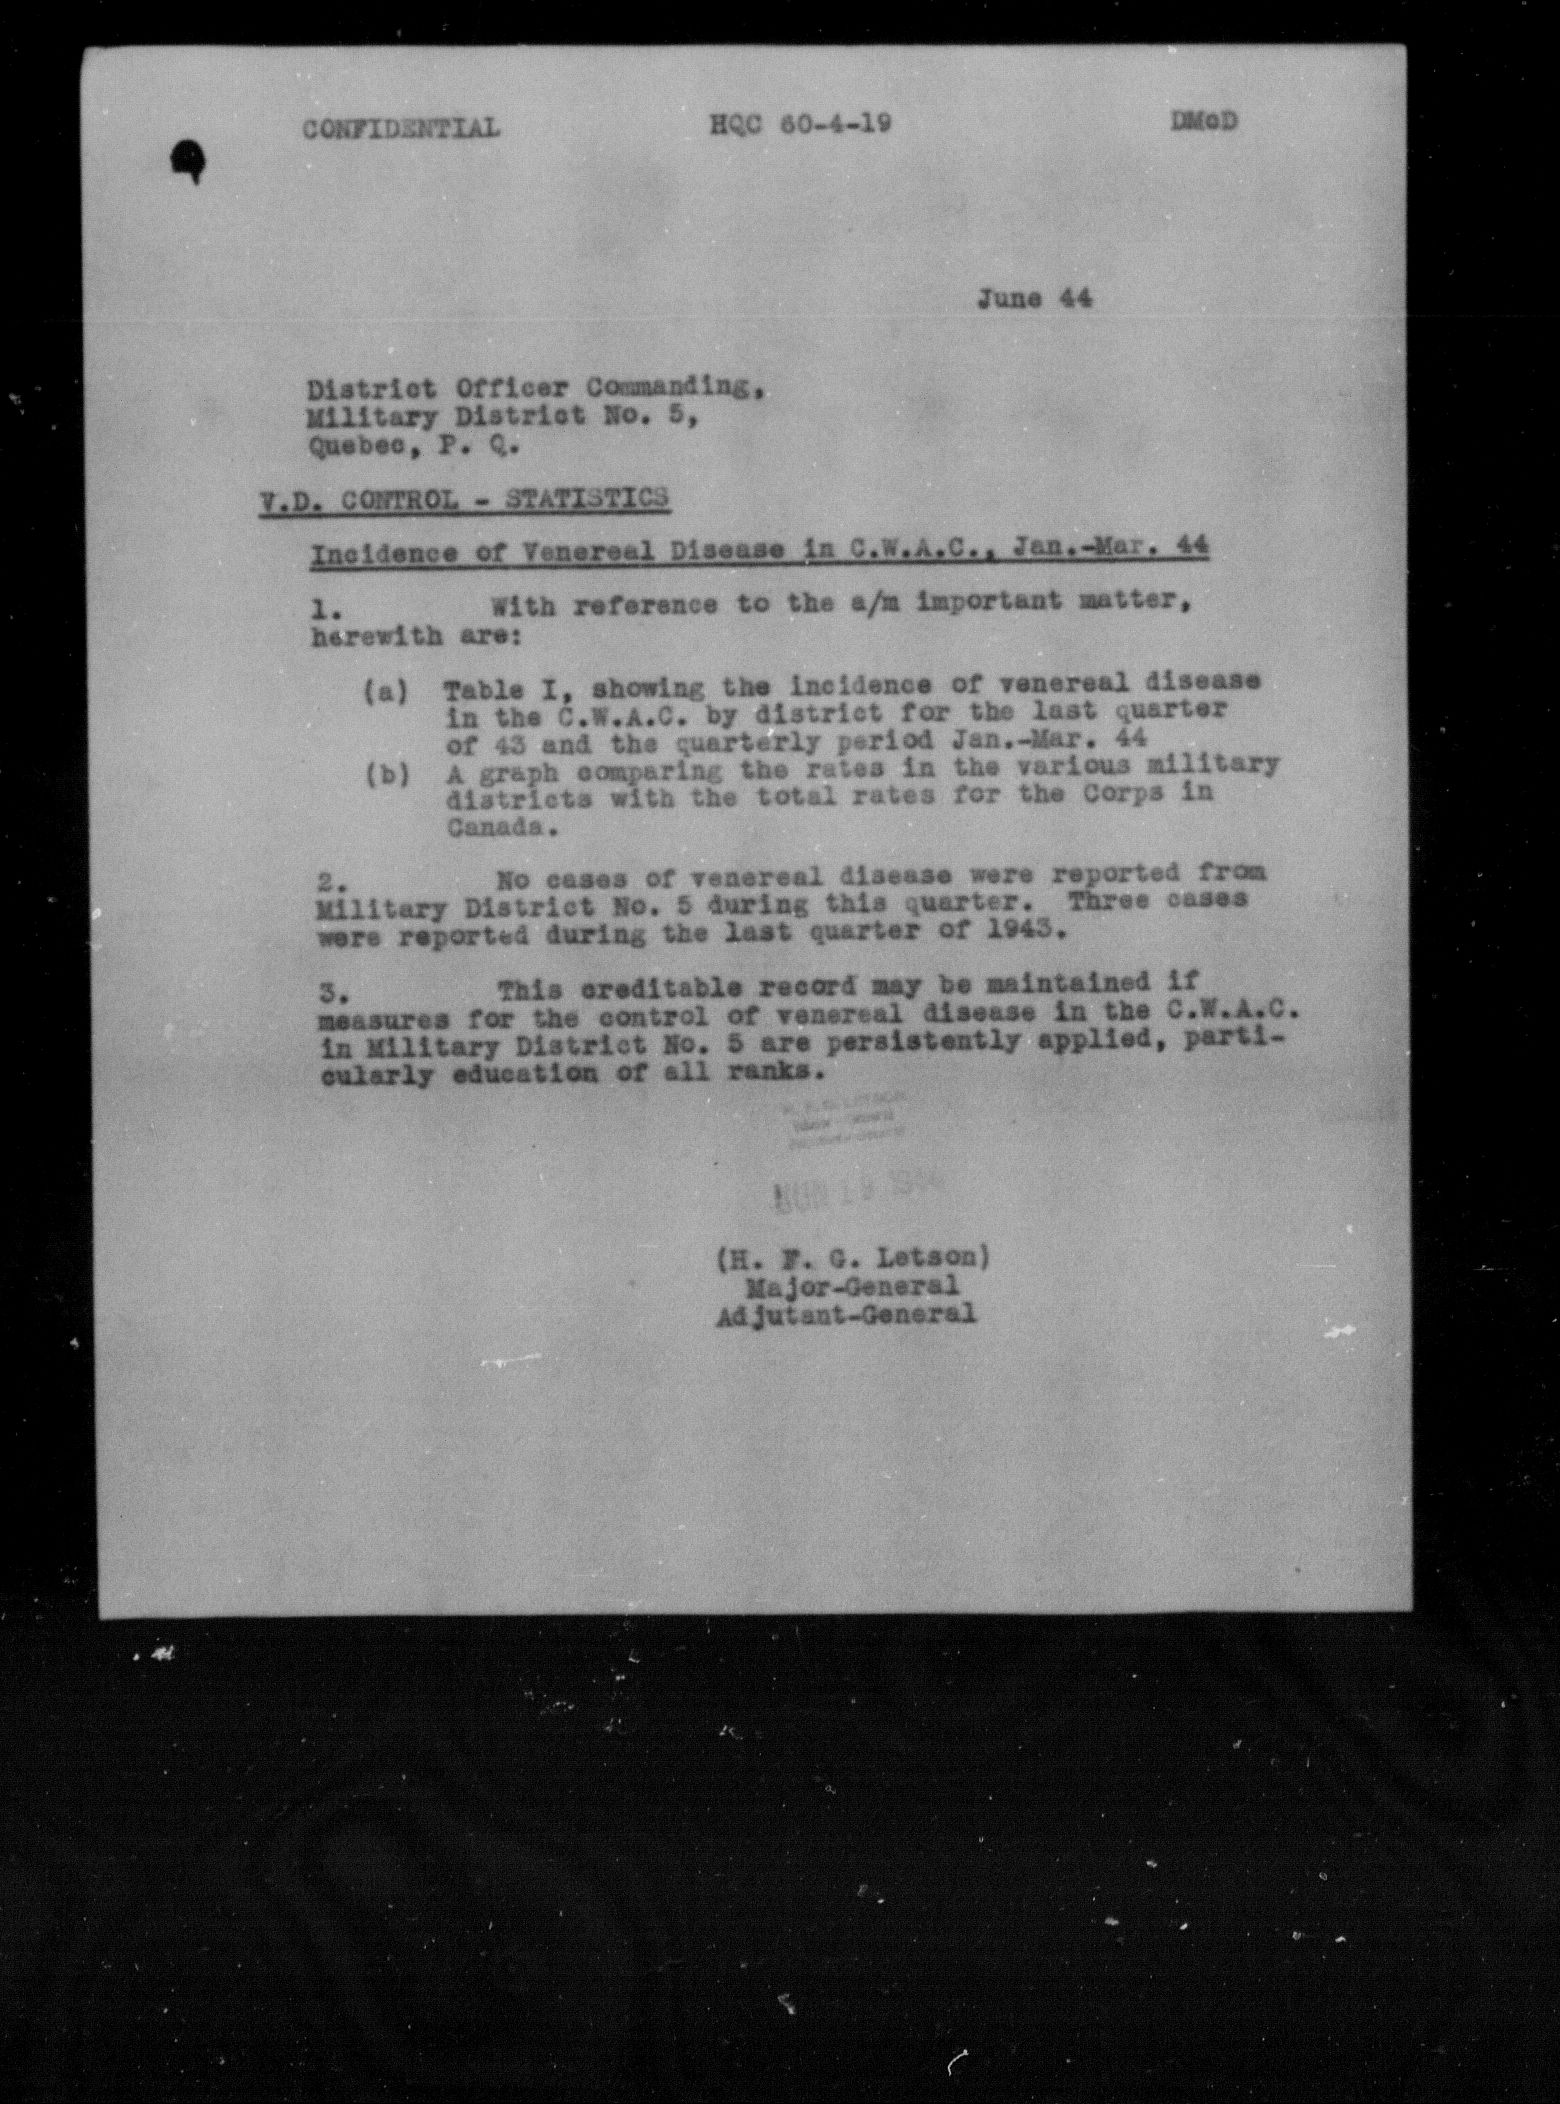 CONFIDENTIAL HQC 60-4-19 DMcD
June 44
District Officer Commanding,
Military District No. 5,
Quebec, P. Q.
V.D. CONTROL - STATISTICS
Incidence of Venereal Disease in C.W.A.C., Jan.-Mar. 44
1. With reference to the a/m important matter,
herewith are:
(a) Table I, showing the incidence of venereal disease
in the C.W.A.C. by district for the last quarter
of 43 and the quarterly period Jan.-Mar. 44
(b) A graph comparing the rates in the various military
districts with the total rates for the Corps in
Canada.
2. No cases of venereal disease were reported from
Military District No. 5 during this quarter. Three cases
were reported during the last quarter of 1943.
3. This creditable record may be maintained if
measures for the control of venereal disease in the C.W.A.C.
in Military District No. 5 are persistently applied, parti-
cularly education of all ranks.
JUN 19 1944
(H. F. G. Letson)
Major-General
Adjutant-General